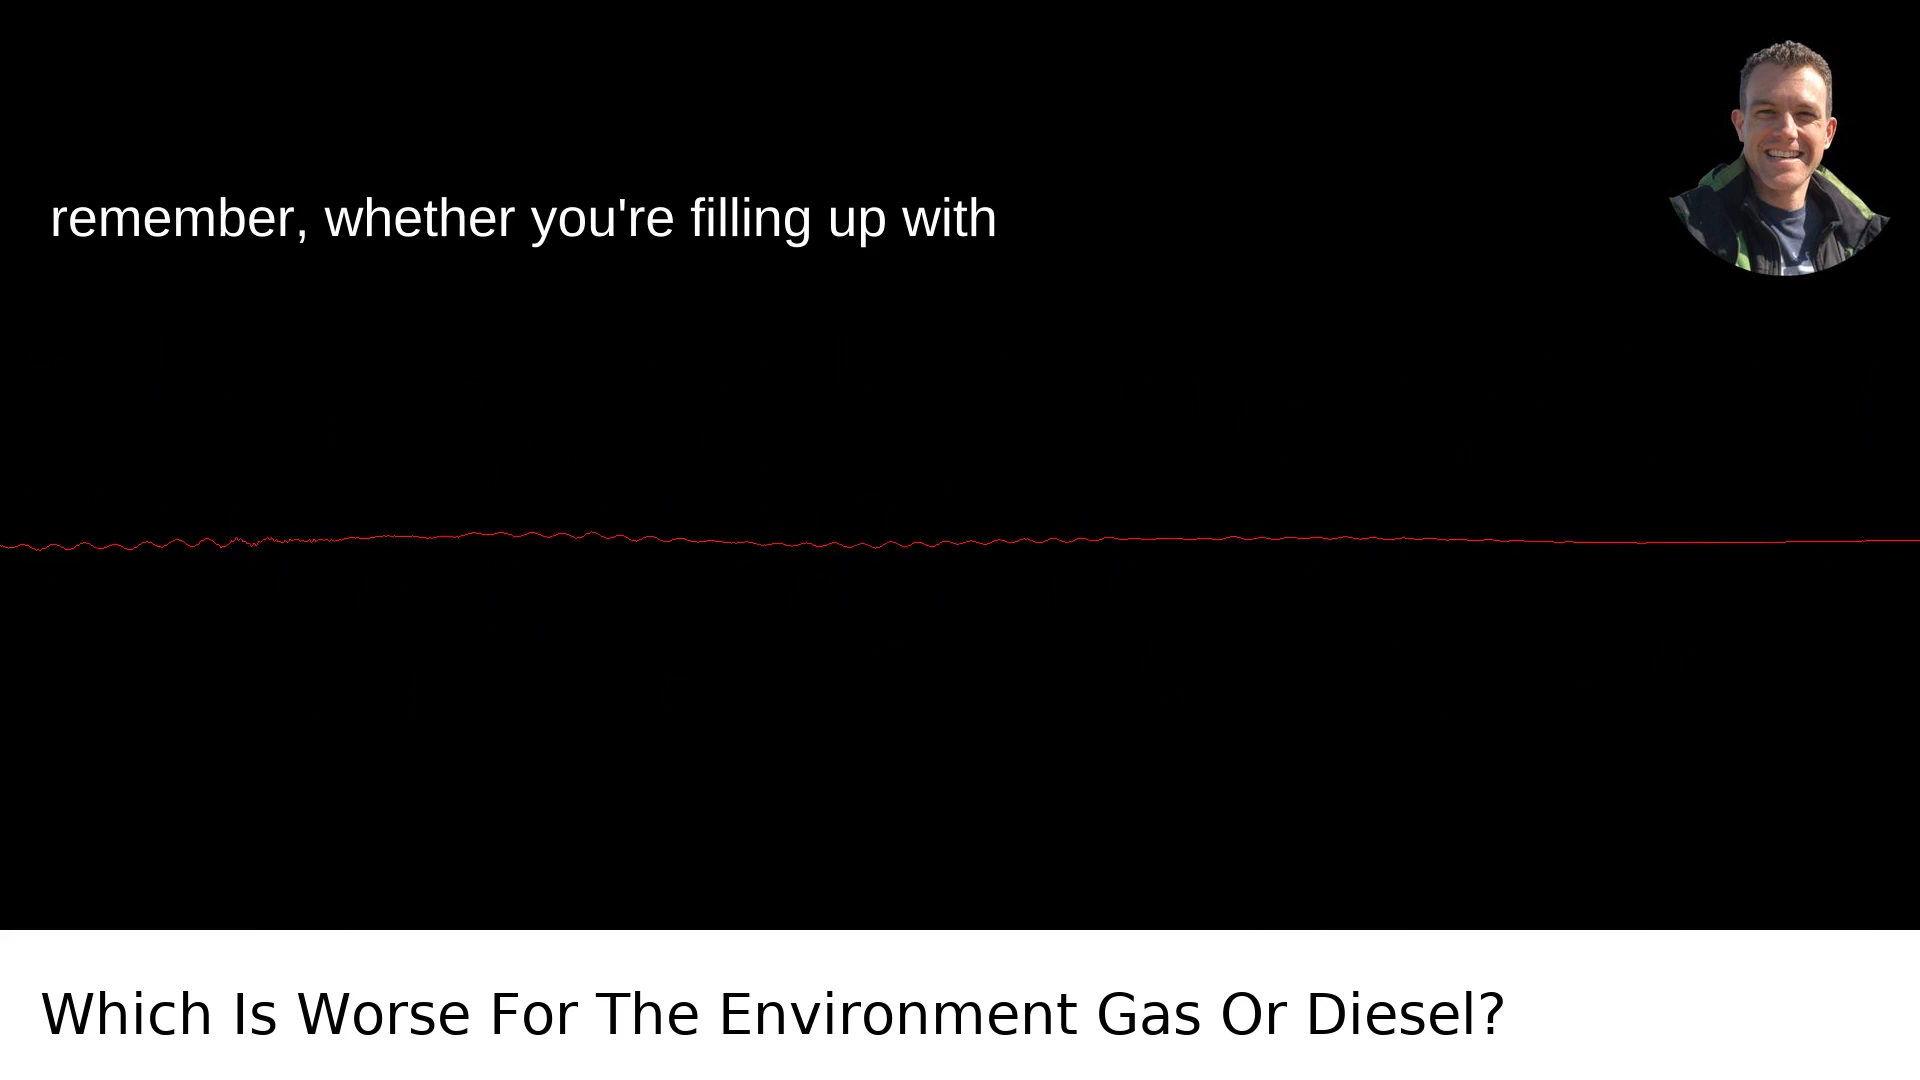 remember, whether you're filling up with
Which Is Worse For The Environment Gas Or Diesel?